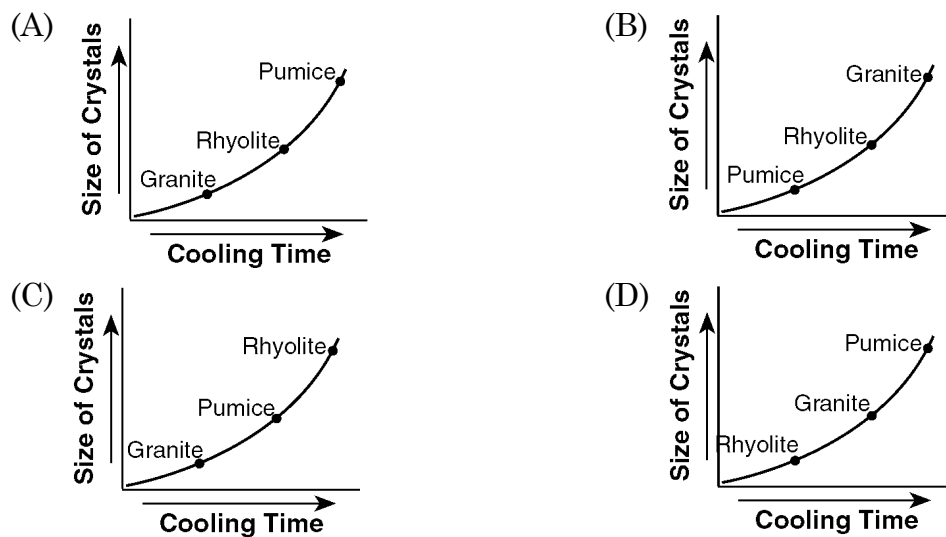 (A)
Size of Crystals
Pumice
Rhyolite
Granite
Cooling Time
(B)
Size of Crystals
Granite
Rhyolite
Pumice
Cooling Time
(C)
Size of Crystals
Rhyolite
Pumice
Granite
Cooling Time
(D)
Size of Crystals
Pumice
Granite
Rhyolite
Cooling Time